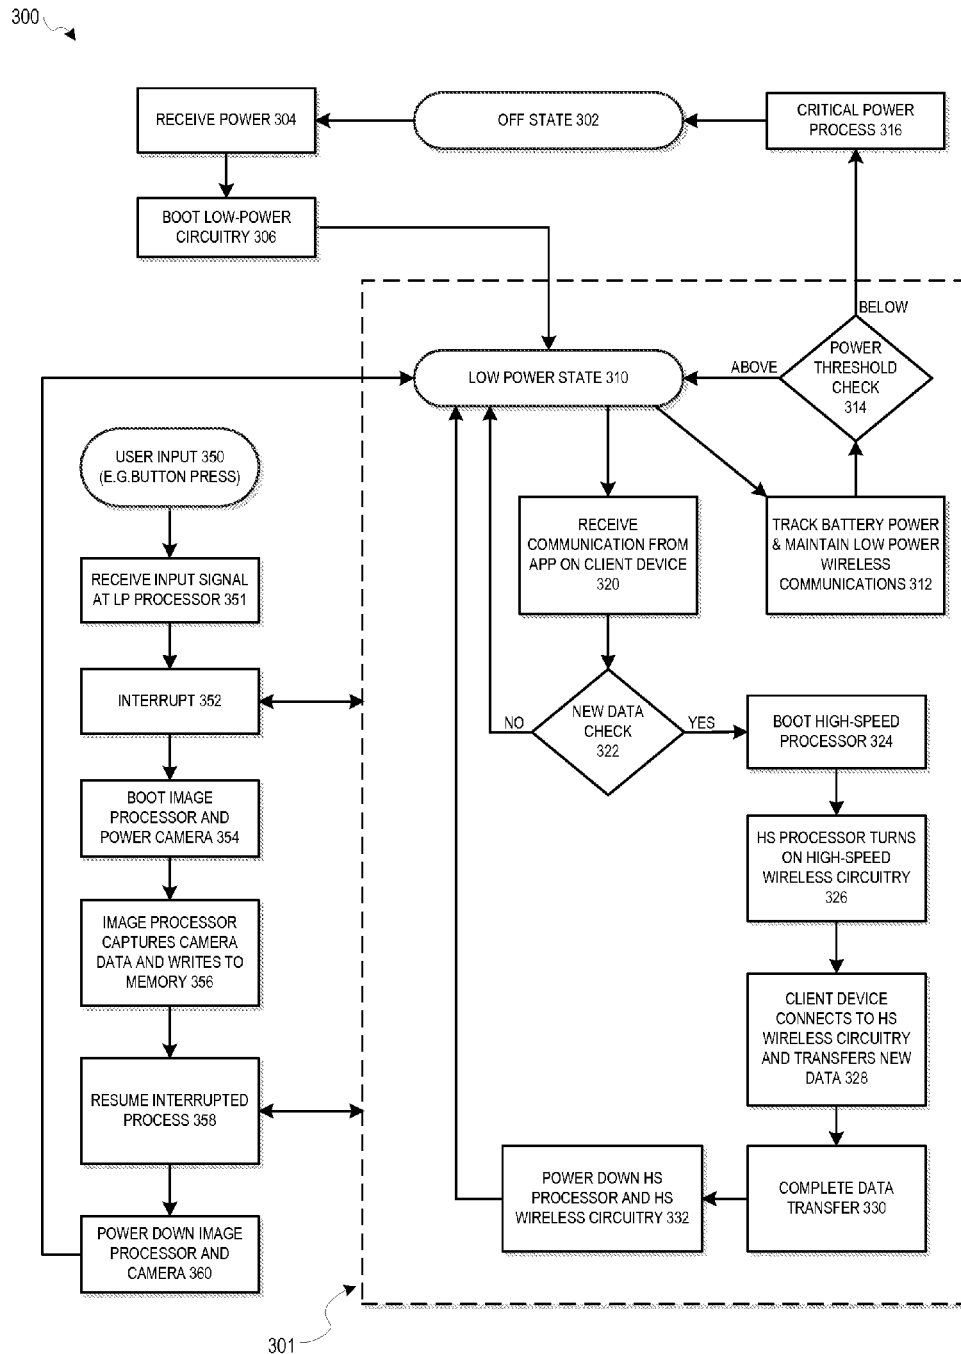 300
RECEIVE POWER 304
OFF STATE 302
CRITICAL POWER
PROCESS 316
BOOT LOW-POWER
CIRCUITRY 306
BELOW
POWER
THRESHOLD
CHECK
314
ABOVE
LOW POWER STATE 310
USER INPUT 350
(E.G.BUTTON PRESS)
RECEIVE INPUT SIGNAL
AT LP PROCESSOR 351
INTERRUPT 352
BOOT IMAGE
PROCESSOR AND
POWER CAMERA 354
IMAGE PROCESSOR
CAPTURES CAMERA
DATA AND WRITES TO
MEMORY 356
RESUME INTERRUPTED
PROCESS 358
POWER DOWN IMAGE
PROCESSOR AND
CAMERA 360
RECEIVE
COMMUNICATION FROM
APP ON CLIENT DEVICE
320
TRACK BATTERY POWER
& MAINTAIN LOW POWER
WIRELESS
COMMUNICATIONS 312
NO
NEW DATA
CHECK
322
YES
BOOT HIGH-SPEED
PROCESSOR 324
HS PROCESSOR TURNS
ON HIGH-SPEED
WIRELESS CIRCUITRY
326
CLIENT DEVICE
CONNECTS TO HS
WIRELESS CIRCUITRY
AND TRANSFERS NEW
DATA 328
COMPLETE DATA
TRANSFER 330
POWER DOWN HS
PROCESSOR AND HS
WIRELESS CIRCUITRY 332
301